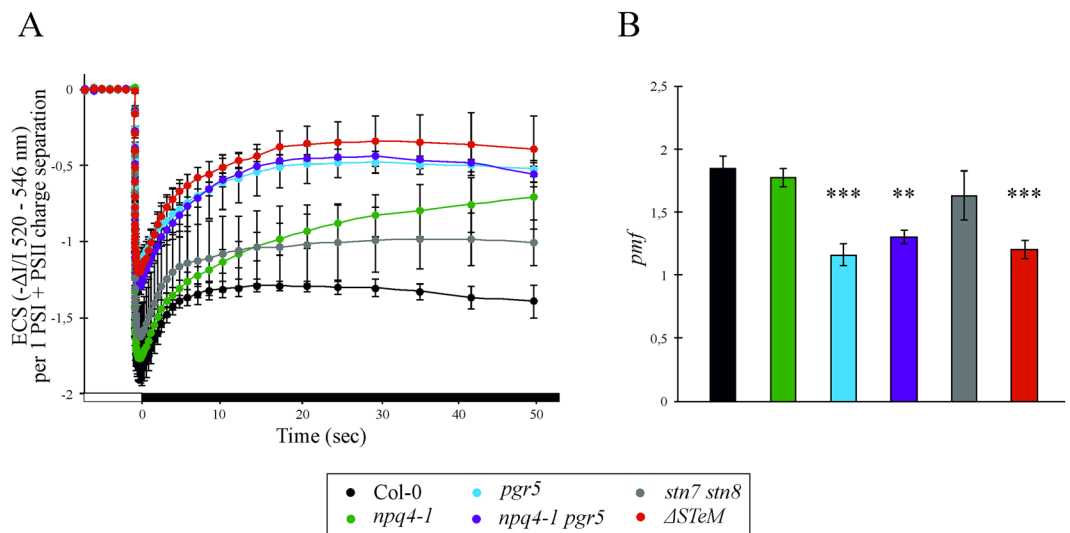 A
B
ECS (-ΔI/I 520 - 546 nm)
per 1 PSI + PSII charge separation
0
-0,5
-1
-1,5
-2
0
10
20
30
40
50
Time (sec)
pmf
2,5
2
1,5
1
0,5
0
***
**
***
Col-0
pgr5
stn7 stn8
npq4-1
npq4-1 pgr5
ΔSTeM